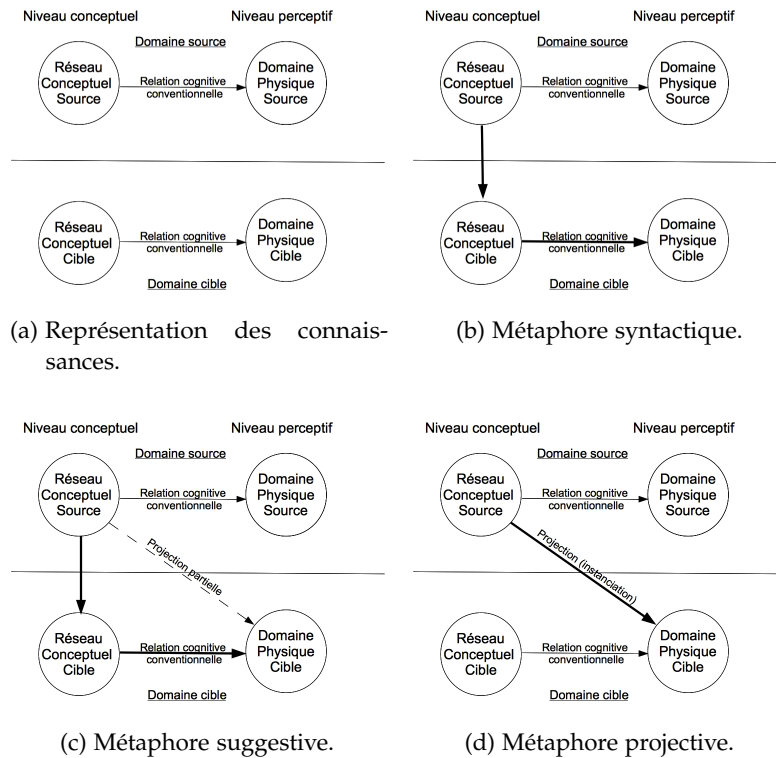 Niveau conceptuel
Niveau perceptif
Domaine source
Réseau
Conceptuel
Source
Relation cognitive
conventionnelle
Domaine
Physique
Source
Réseau
Conceptuel
Cible
Relation cognitive
conventionnelle
Domaine
Physique
Cible
Domaine cible
(a) Représentation des connais-
sances.
Niveau conceptuel
Niveau perceptif
Domaine source
Réseau
Conceptuel
Source
Relation cognitive
conventionnelle
Domaine
Physique
Source
Réseau
Conceptuel
Cible
Relation cognitive
conventionnelle
Domaine
Physique
Cible
Domaine cible
(b) Métaphore syntactique.
Niveau conceptuel
Niveau perceptif
Domaine source
Réseau
Conceptuel
Source
Relation cognitive
conventionnelle
Domaine
Physique
Source
Projection partielle
Réseau
Conceptuel
Cible
Relation cognitive
conventionnelle
Domaine
Physique
Cible
Domaine cible
(c) Métaphore suggestive.
Niveau conceptuel
Niveau perceptif
Domaine source
Réseau
Conceptuel
Source
Relation cognitive
conventionnelle
Domaine
Physique
Source
Projection (instanciation)
Réseau
Conceptuel
Cible
Relation cognitive
conventionnelle
Domaine
Physique
Cible
Domaine cible
(d) Métaphore projective.